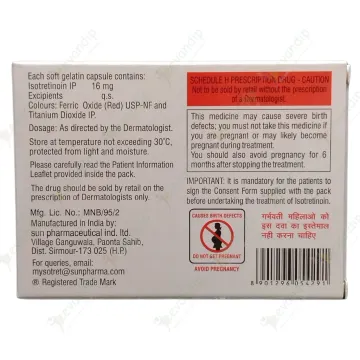 Each soft gelatin capsule contains:
Isotretinoin IP 16 mg
Excipients q.s.
Colours: Ferric Oxide (Red) USP-NF and
Titanium Dioxide IP.
Dosage: As directed by the Dermatologist.
Store at temperature not exceeding 30°C,
protected from light and moisture.
Please carefully read the Patient Information
Leaflet provided inside the pack.
The drug should be sold by retail on the
prescription of Dermatologists only.
Mfg. Lic. No.: MNB/95/2
Manufactured in India by:
sun pharmaceutical ind. ltd.
Village Ganguwala, Paonta Sahib,
Dist. Sirmour-173 025 (H.P.)
For queries, email at
mysotret@sunpharma.com
® Registered Trade Mark
SCHEDULE H PRESCRIPTION DRUG - CAUTION
Not to be sold by retail without the prescription
of a Dermatologist.
This medicine may cause severe birth
defects; you must not take this medicine if
you are pregnant or may likely become
pregnant during treatment.
You should also avoid pregnancy for 6
months after stopping the treatment.
IMPORTANT: It is mandatory for the patients to
sign the Consent Form supplied with the pack
before undertaking treatment of Isotretinoin.
CAUSES BIRTH DEFECTS
DO NOT GET PREGNANT
AVOID PREGNANCY
गर्भवती महिलाओं को
इस दवा का इस्तेमाल
नही करना चाहिए
8901296054291